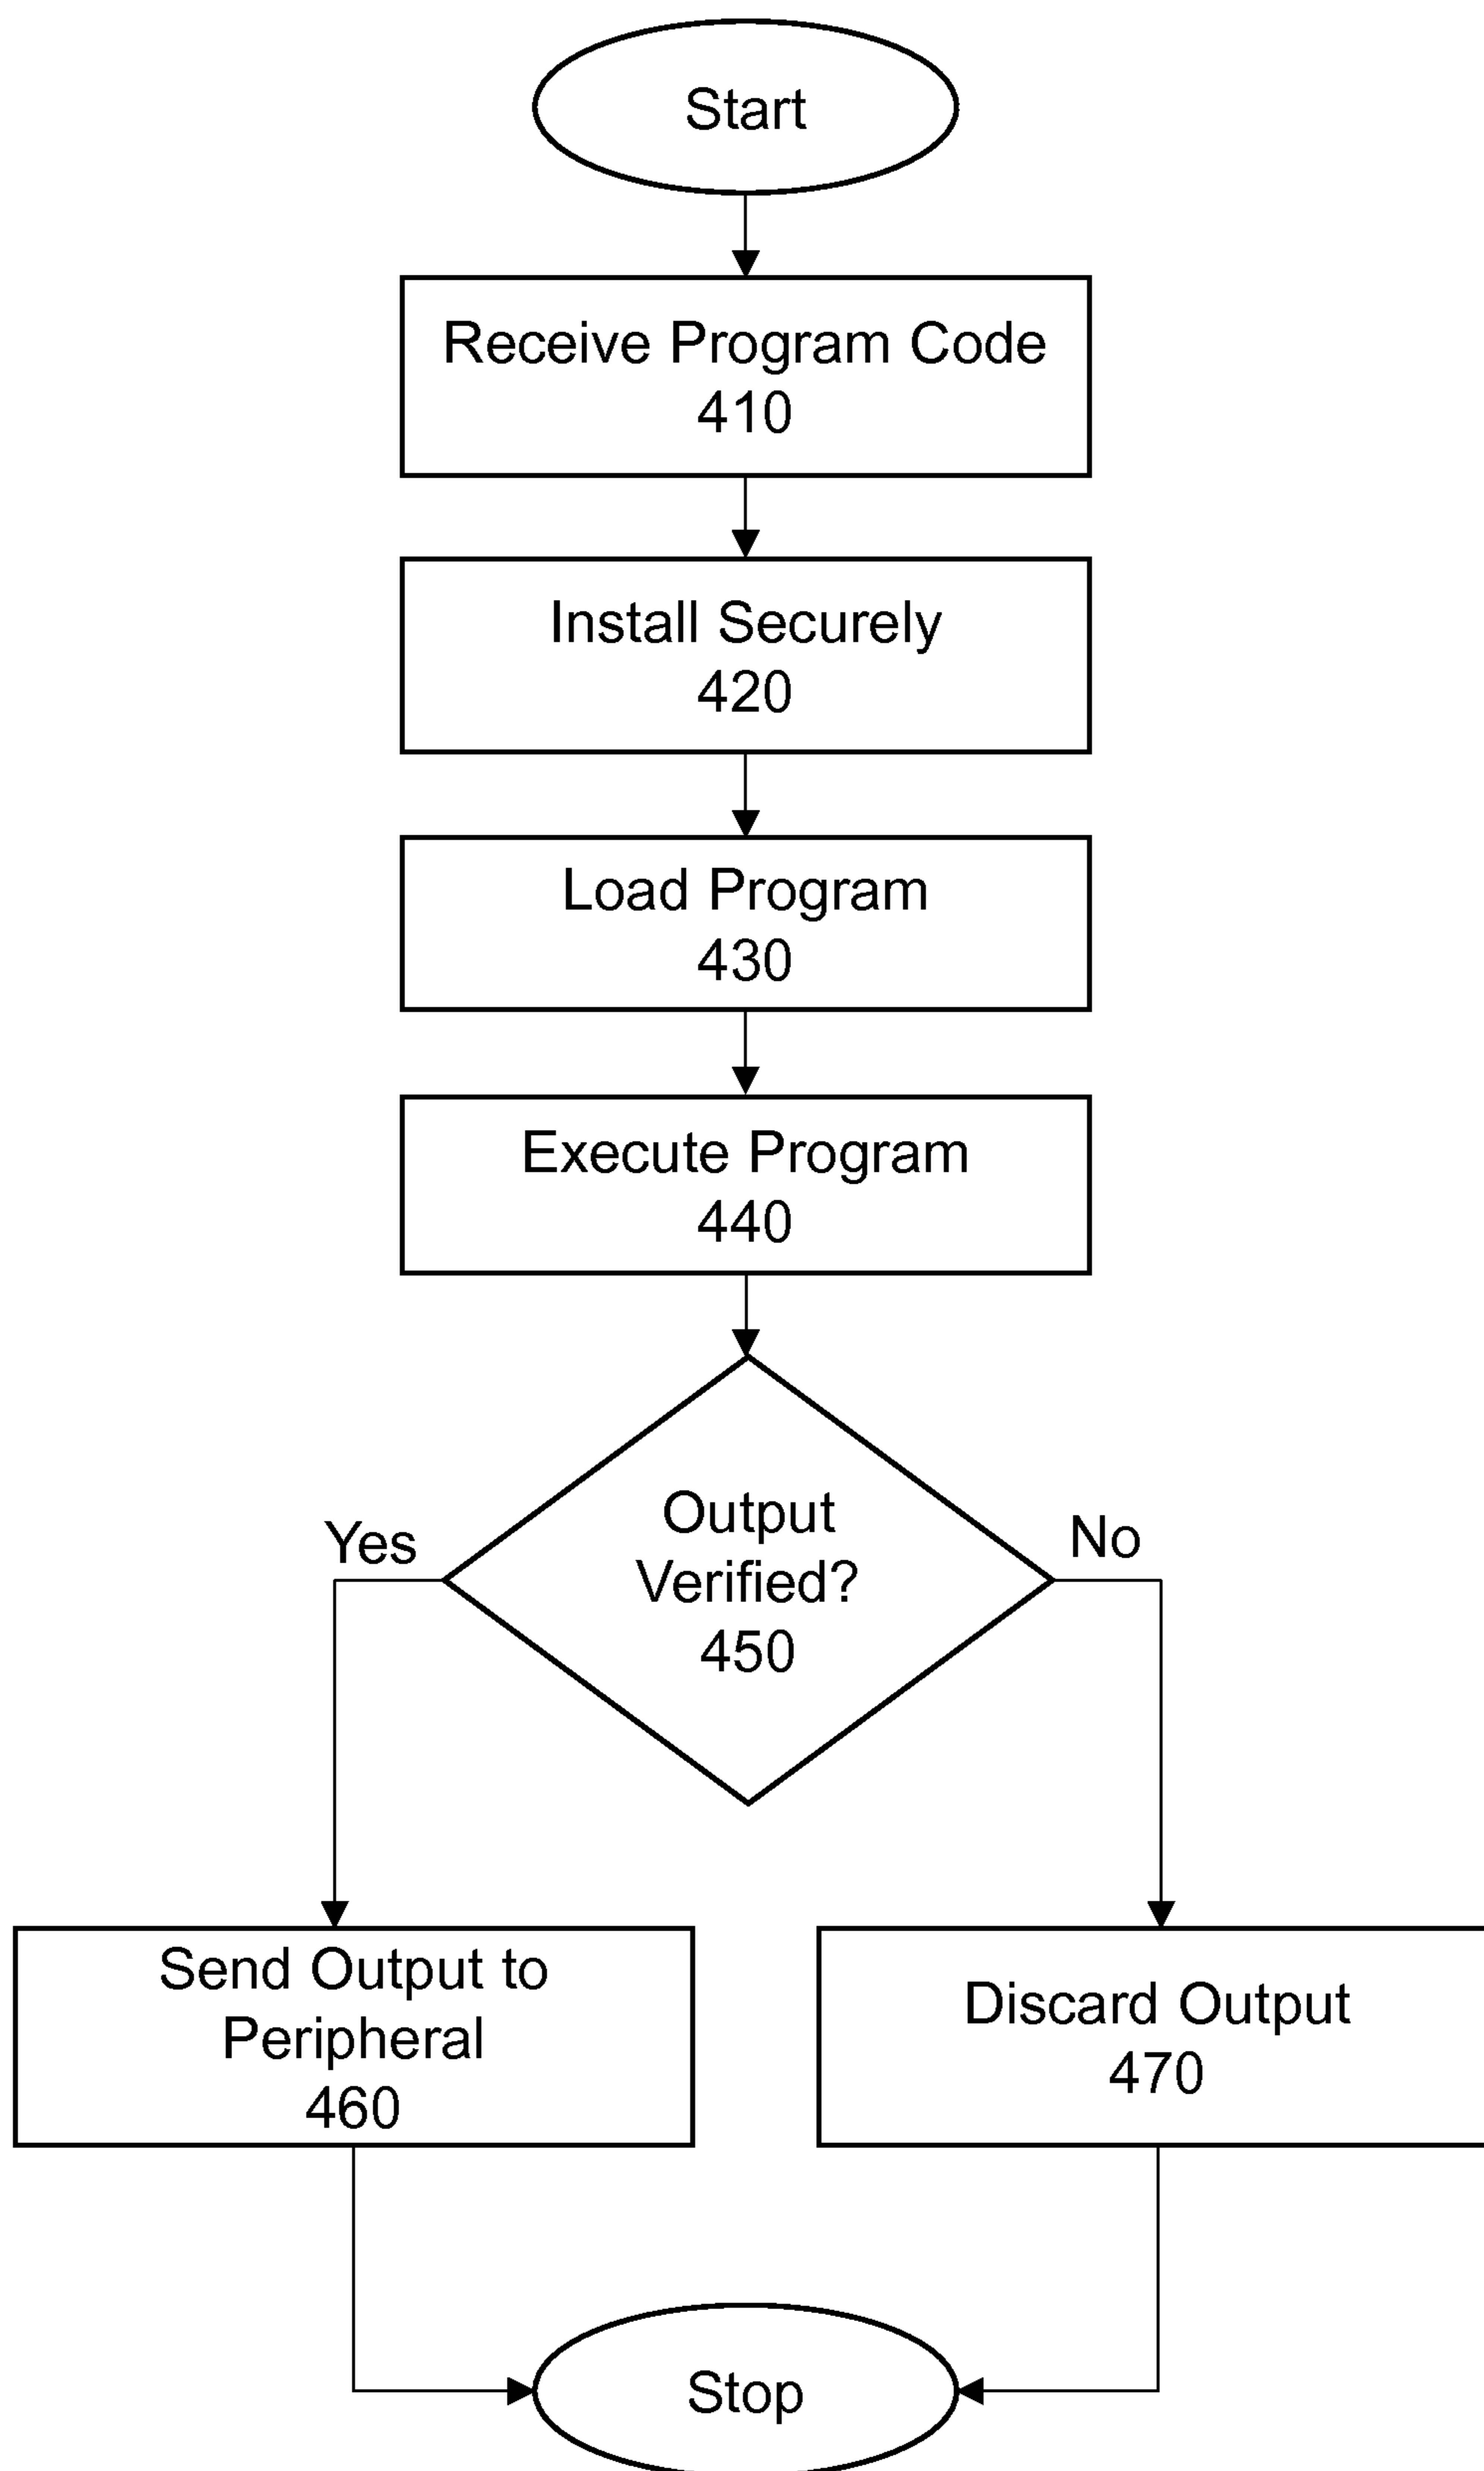 Start
Receive Program Code
410
Install Securely
420
Load Program
430
Execute Program
440
Output
Verified?
450
Yes
No
Send Output to
Peripheral
460
Discard Output
470
Stop